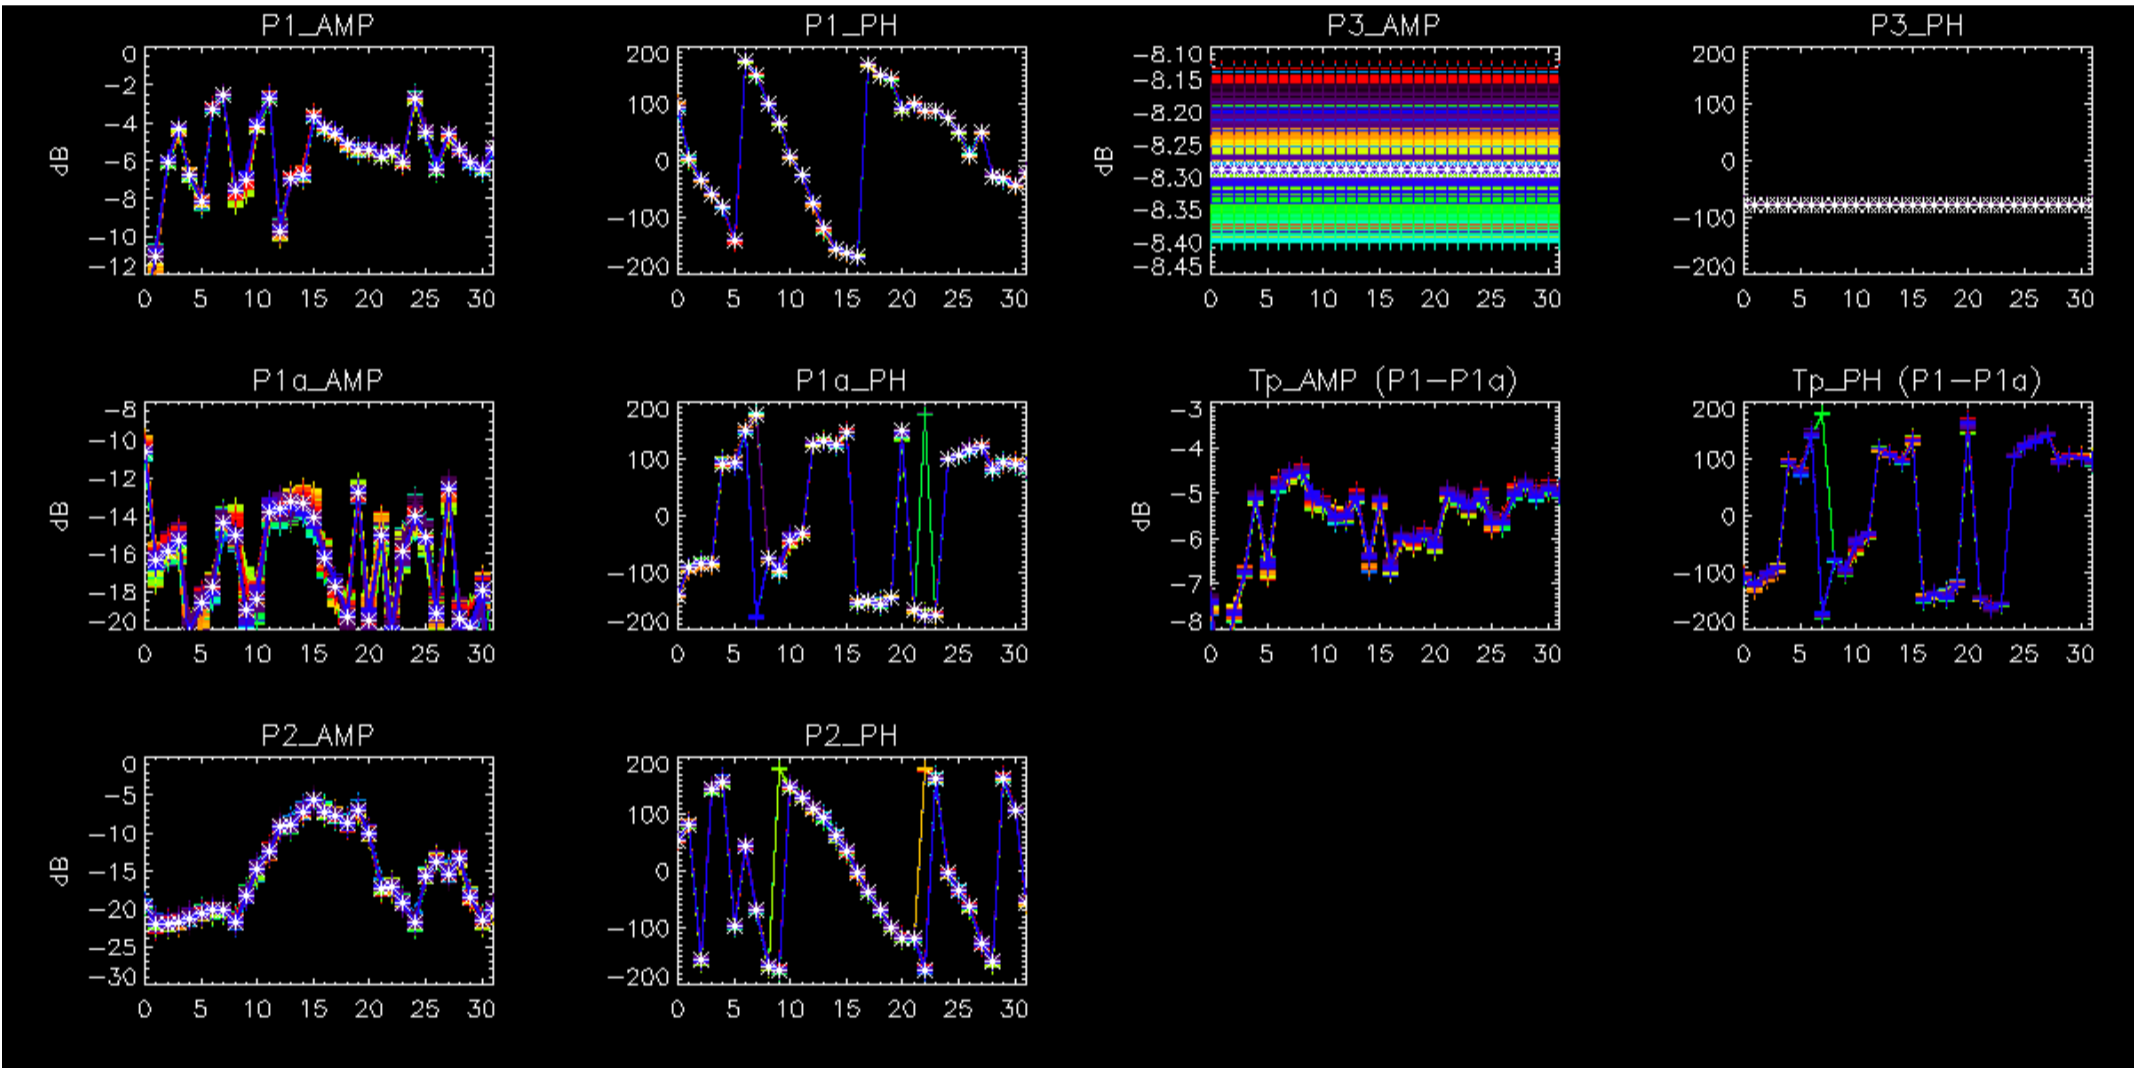 P1_AMP
0
-2
-4
-6
-8
-10
-12
dB
0 5 10 15 20 25 30
P1_PH
200
100
0
-100
-200
0 5 10 15 20 25 30
P3_AMP
-8.10
-8.15
-8.20
-8.25
-8.30
-8.35
-8.40
-8.45
dB
0 5 10 15 20 25 30
P3_PH
200
100
0
-100
-200
0 5 10 15 20 25 30
P1a_AMP
-8
-10
-12
-14
-16
-18
-20
dB
0 5 10 15 20 25 30
P1a_PH
200
100
0
-100
-200
0 5 10 15 20 25 30
Tp_AMP (P1-P1a)
-3
-4
-5
-6
-7
-8
dB
0 5 10 15 20 25 30
Tp_PH (P1-P1a)
200
100
0
-100
-200
0 5 10 15 20 25 30
P2_AMP
0
-5
-10
-15
-20
-25
-30
dB
0 5 10 15 20 25 30
P2_PH
200
100
0
-100
-200
0 5 10 15 20 25 30